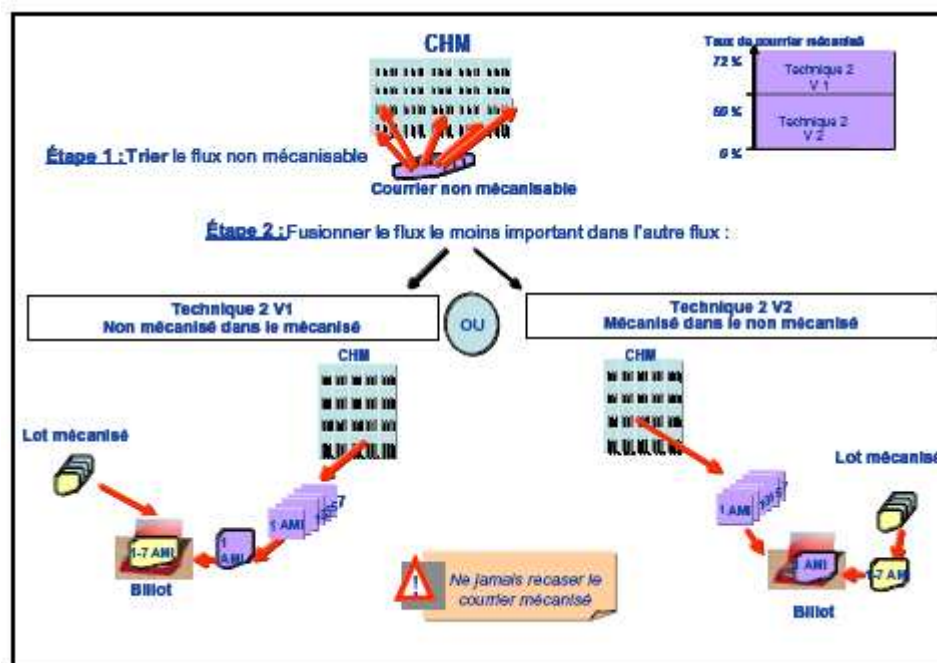 CHM
Taux de courrier mécanisé
72 %
Technique 2
V 1
Technique 2
V 2
Étape 1 : Trier le flux non mécanisable
Courrier non mécanisable
Étape 2 : Fusionner le flux le moins important dans l'autre flux :
Technique 2 V1
Non mécanisé dans le mécanisé
OU
Technique 2 V2
Mécanisé dans le non mécanisé
CHM
CHM
Lot mécanisé
Lot mécanisé
1 AMI
1 AMI
1-7 AMI
1 AMI
Billot
AMI
1-7 AMI
Billot
!
Ne jamais recaser le
courrier mécanisé